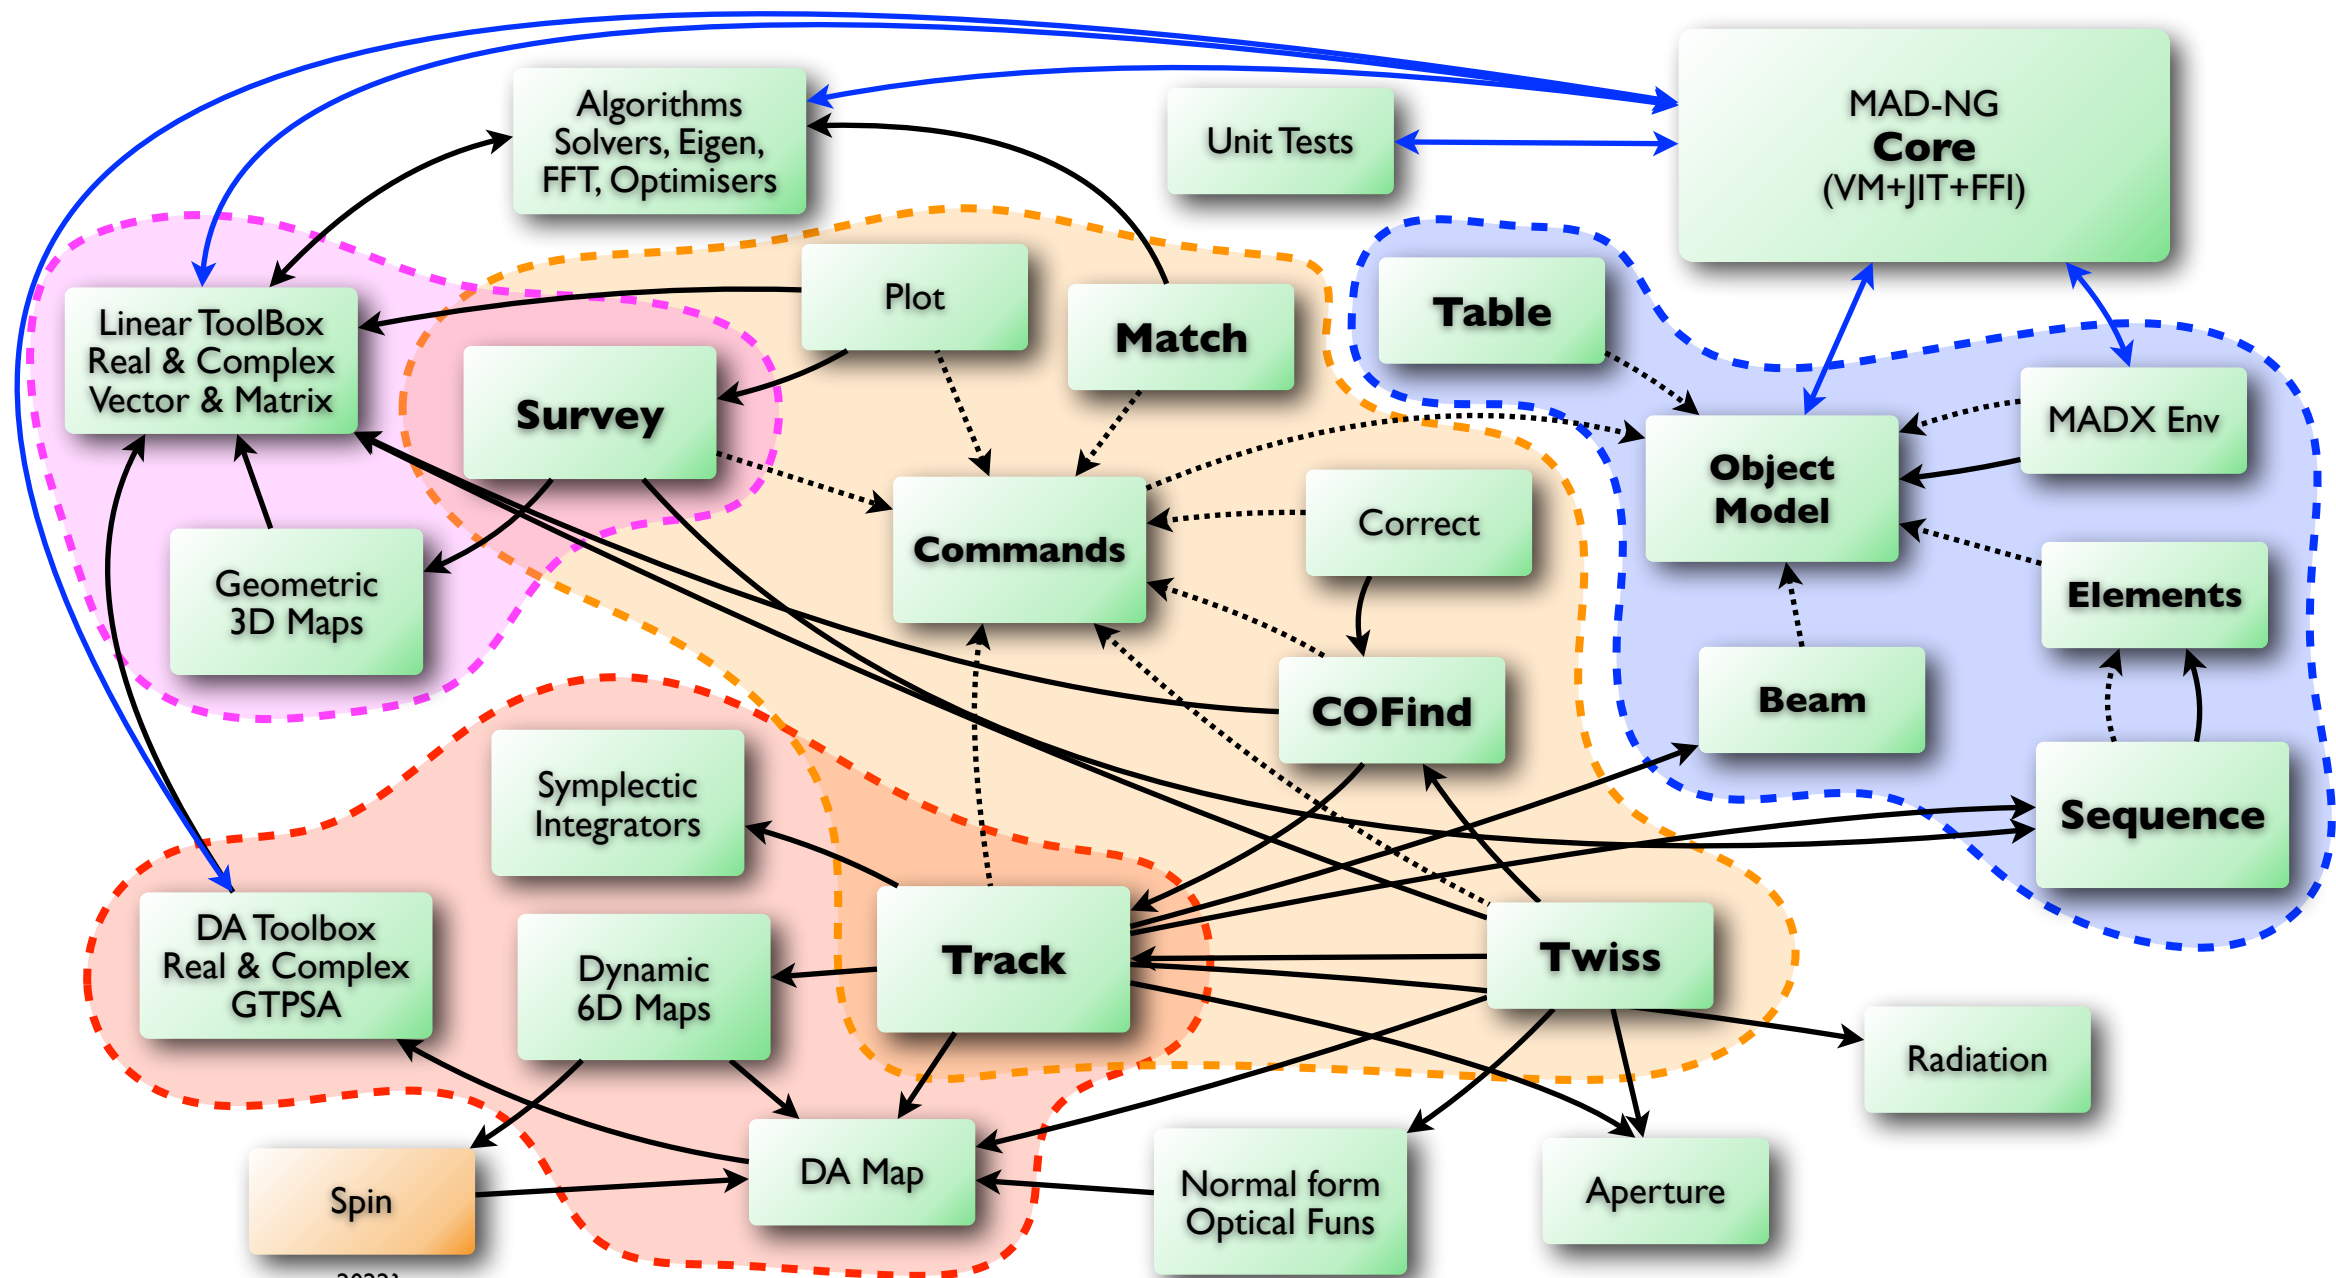 Algorithms
Solvers, Eigen,
FFT, Optimisers
Unit Tests
MAD-NG
Core
(VM+JIT+FFI)
Plot
Match
Table
Linear ToolBox
Real & Complex
Vector & Matrix
Survey
MADX Env
Object
Model
Commands
Correct
Geometric
3D Maps
Elements
Beam
COFind
Symplectic
Integrators
Sequence
DA Toolbox
Real & Complex
GTPSA
Dynamic
6D Maps
Track
Twiss
Radiation
DA Map
Normal form
Optical Funs
Aperture
Spin